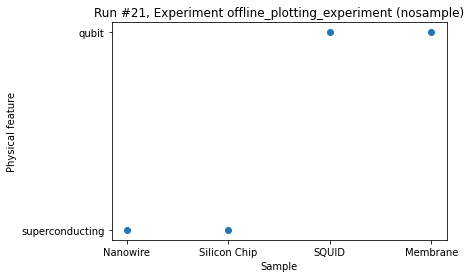 Run #21, Experiment offline_plotting_experiment (nosample)
qubit
Physical feature
superconducting
Nanowire Silicon Chip SQUID Membrane
Sample